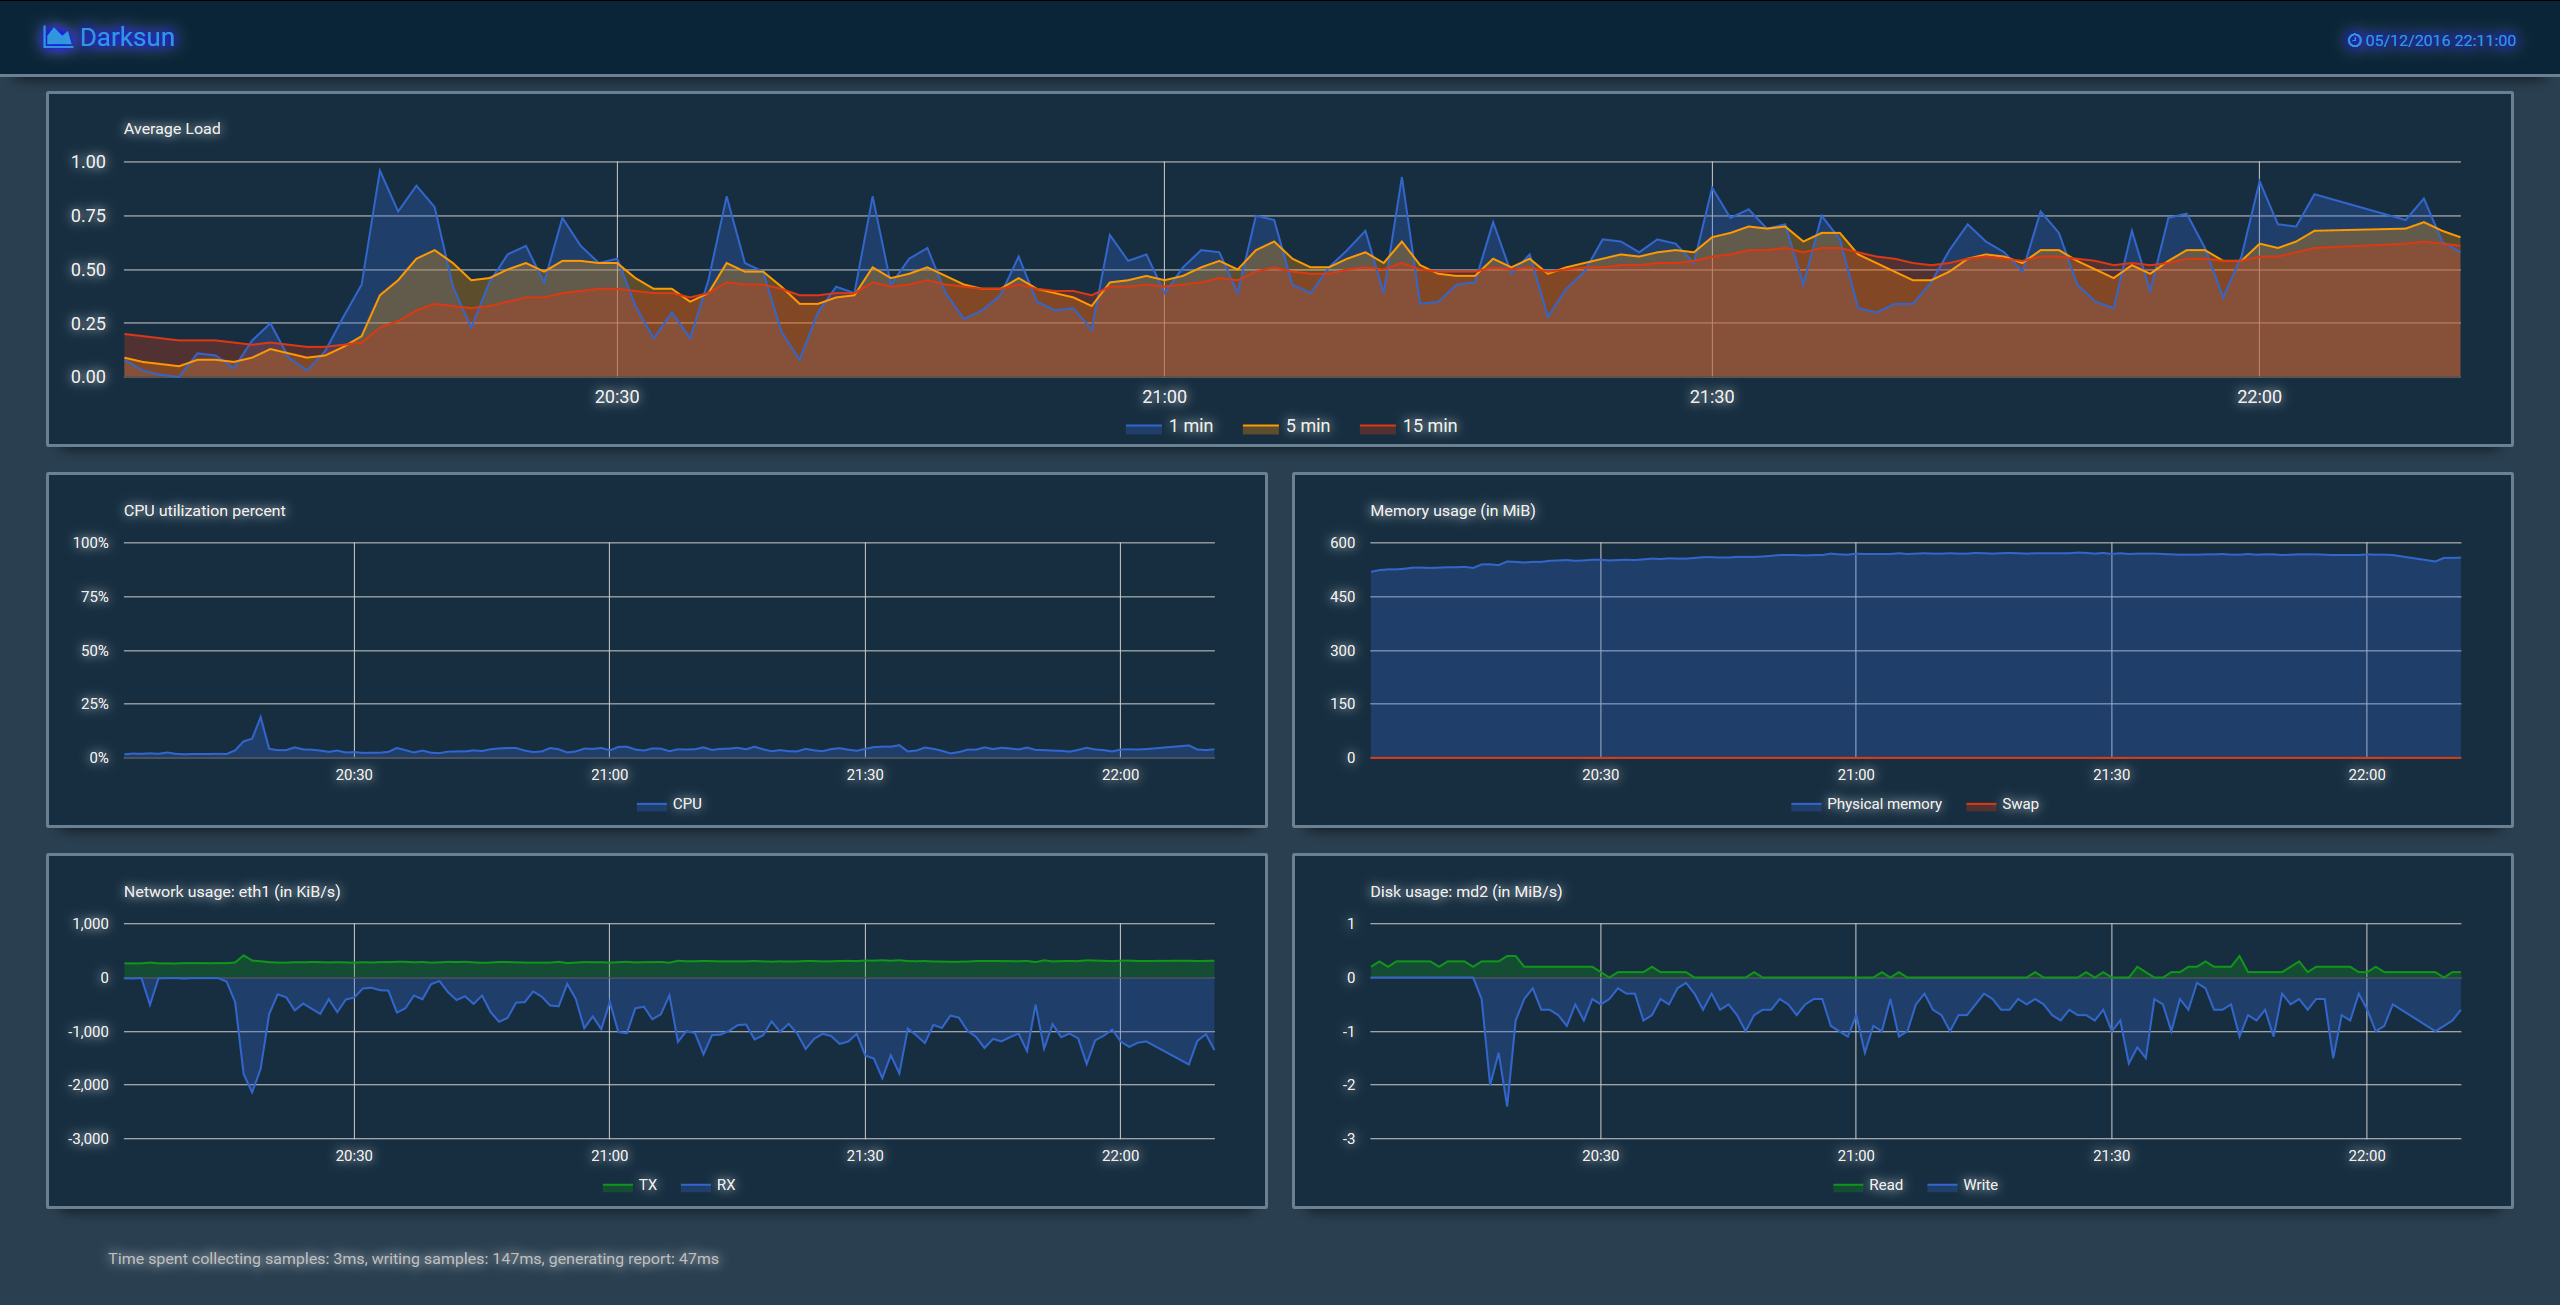 Darksun
05/12/2016 22:11:00
Average Load
1.00
0.75
0.50
0.25
0.00
20:30 21:00 21:30 22:00
1 min 5 min 15 min
CPU utilization percent
100%
75%
50%
25%
0%
20:30 21:00 21:30 22:00
CPU
Memory usage (in MiB)
600
450
300
150
0
20:30 21:00 21:30 22:00
Physical memory Swap
Network usage: eth1 (in KiB/s)
1,000
0
-1,000
-2,000
-3,000
20:30 21:00 21:30 22:00
TX RX
Disk usage: md2 (in MiB/s)
1
0
-1
-2
-3
20:30 21:00 21:30 22:00
Read Write
Time spent collecting samples: 3ms, writing samples: 147ms, generating report: 47ms